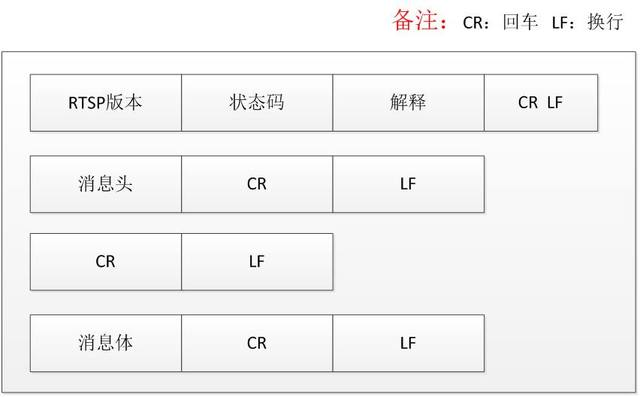 备注： CR：回车 LF：换行
RTSP版本 状态码 解释 CR LF
消息头 CR LF
CR LF
消息体 CR LF